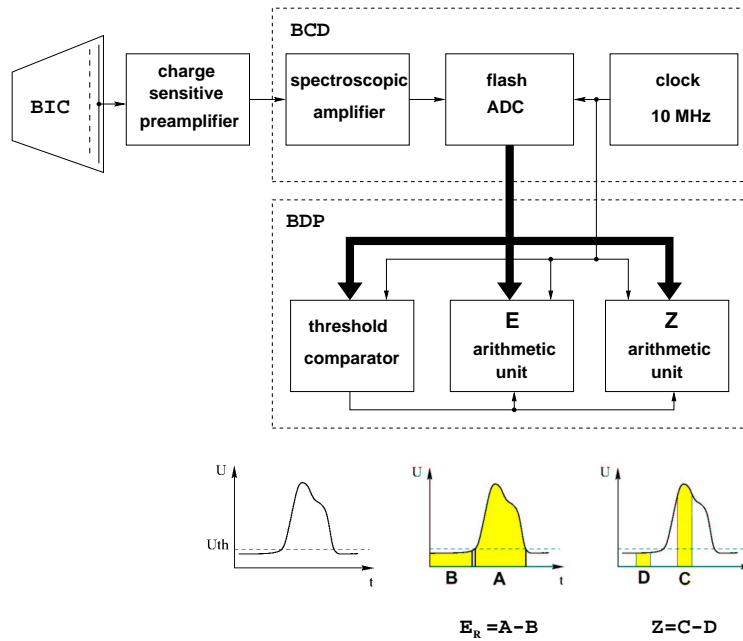 BCD
BIC
charge
sensitive
preamplifier
spectroscopic
amplifier
flash
ADC
clock
10 MHz
BDP
threshold
comparator
E
arithmetic
unit
Z
arithmetic
unit
U
Uth
t
U
B
A
t
U
D
C
t
E_R =A-B
Z=C-D